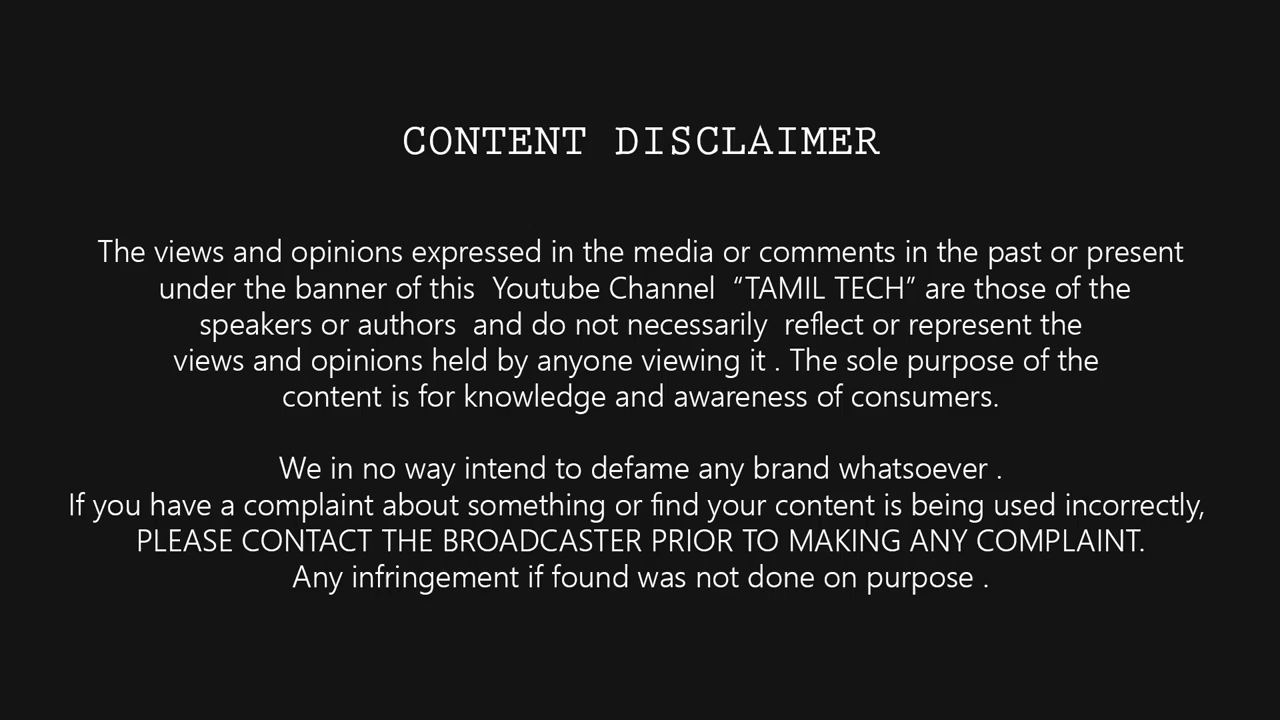 CONTENT DISCLAIMER
The views and opinions expressed in the media or comments in the past or present
under the banner of this  Youtube Channel  “TAMIL TECH” are those of the
speakers or authors  and do not necessarily  reflect or represent the
views and opinions held by anyone viewing it . The sole purpose of the
content is for knowledge and awareness of consumers.
We in no way intend to defame any brand whatsoever .
If you have a complaint about something or find your content is being used incorrectly,
PLEASE CONTACT THE BROADCASTER PRIOR TO MAKING ANY COMPLAINT.
Any infringement if found was not done on purpose .